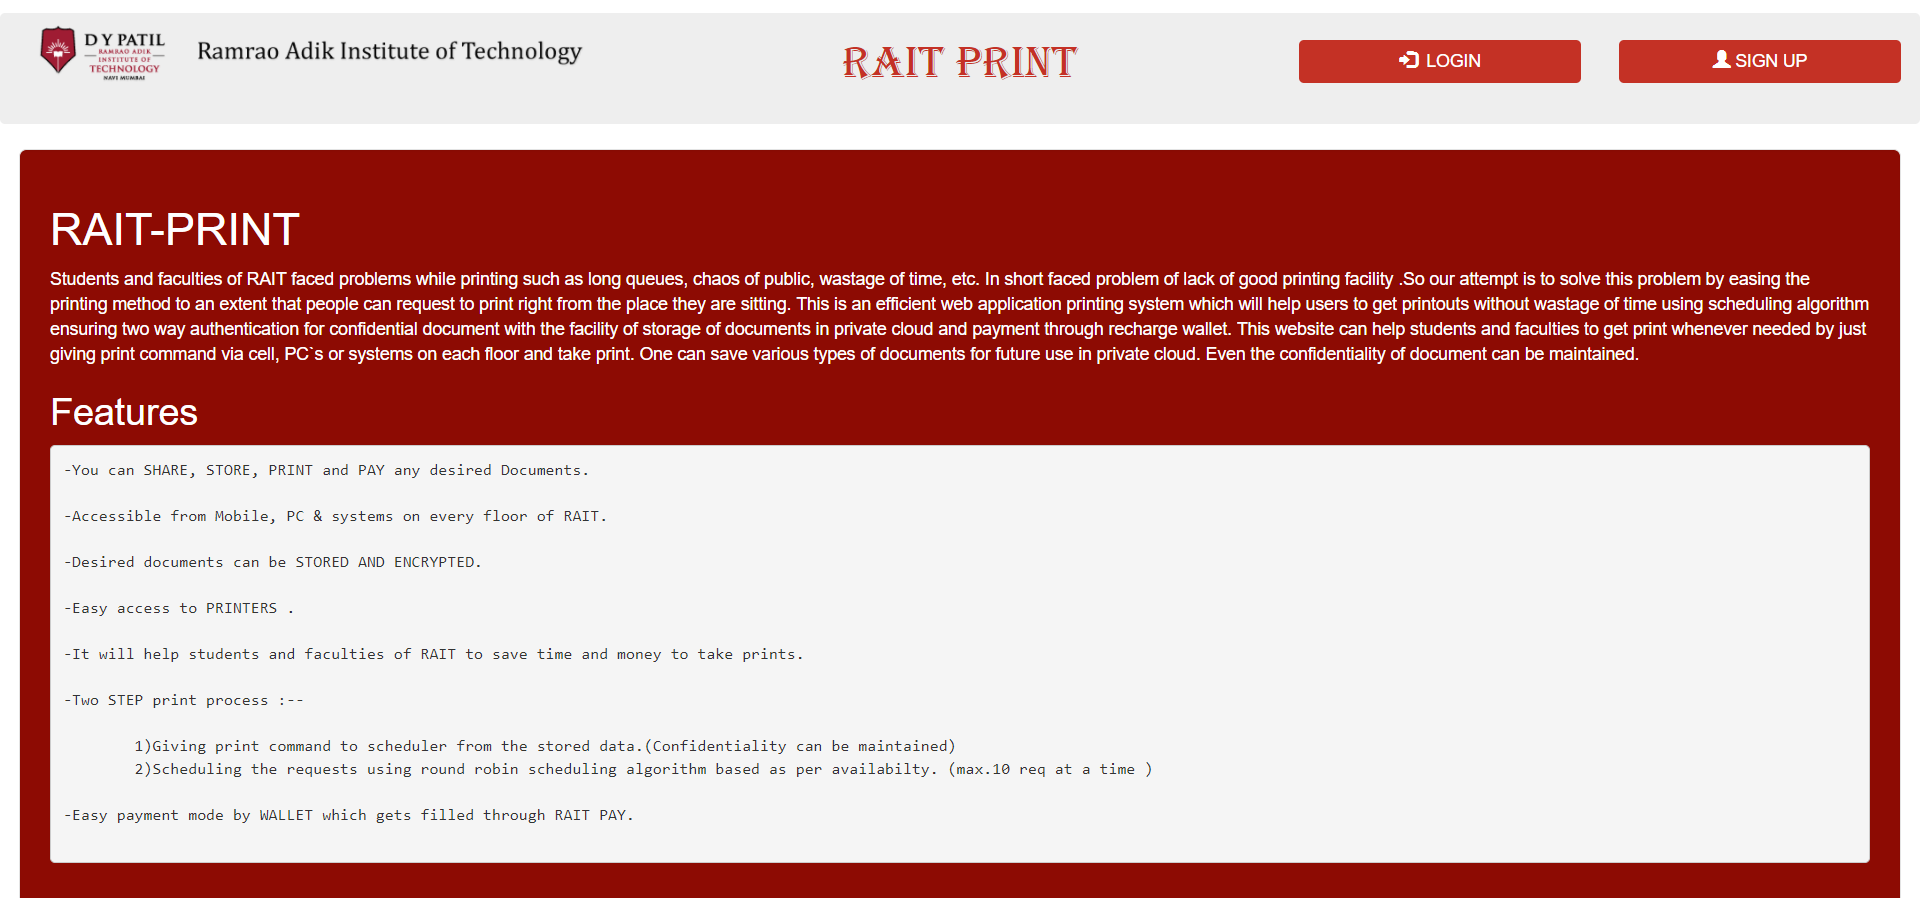 D Y PATIL
RAMRAO ADIK
INSTITUTE OF
TECHNOLOGY
NAVI MUMBAI
Ramrao Adik Institute of Technology
RAIT PRINT
LOGIN
SIGN UP
RAIT-PRINT
Students and faculties of RAIT faced problems while printing such as long queues, chaos of public, wastage of time, etc. In short faced problem of lack of good printing facility .So our attempt is to solve this problem by easing the
printing method to an extent that people can request to print right from the place they are sitting. This is an efficient web application printing system which will help users to get printouts without wastage of time using scheduling algorithm
ensuring two way authentication for confidential document with the facility of storage of documents in private cloud and payment through recharge wallet. This website can help students and faculties to get print whenever needed by just
giving print command via cell, PC`s or systems on each floor and take print. One can save various types of documents for future use in private cloud. Even the confidentiality of document can be maintained.
Features
-You can SHARE, STORE, PRINT and PAY any desired Documents.
-Accessible from Mobile, PC & systems on every floor of RAIT.
-Desired documents can be STORED AND ENCRYPTED.
-Easy access to PRINTERS .
-It will help students and faculties of RAIT to save time and money to take prints.
-Two STEP print process :--
1)Giving print command to scheduler from the stored data.(Confidentiality can be maintained)
2)Scheduling the requests using round robin scheduling algorithm based as per availabilty. (max.10 req at a time )
-Easy payment mode by WALLET which gets filled through RAIT PAY.